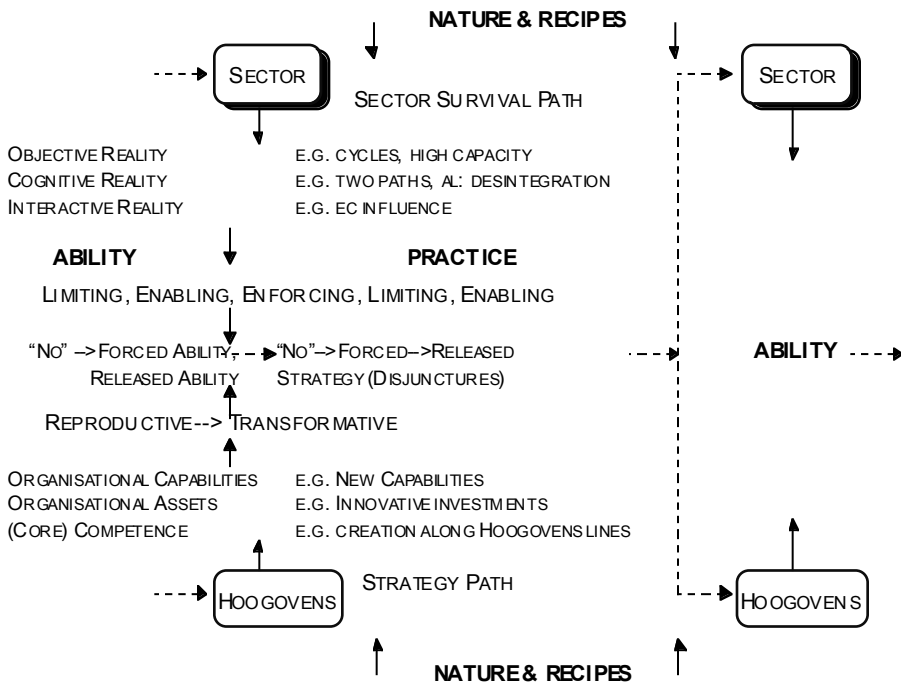 NATURE & RECIPES
SECTOR SECTOR
SECTOR SURVIVAL PATH
OBJECTIVE REALITY E.G. CYCLES, HIGH CAPACITY
COGNITIVE REALITY E.G. TWO PATHS, AL: DESINTEGRATION
INTERACTIVE REALITY E.G. EC INFLUENCE
ABILITY PRACTICE
LIMITING, ENABLING, ENFORCING, LIMITING, ENABLING
“NO” –>FORCED ABILITY, “NO”–>FORCED–>RELEASED ABILITY
RELEASED ABILITY STRATEGY (DISJUNCTURES)
REPRODUCTIVE--> TRANSFORMATIVE
ORGANISATIONAL CAPABILITIES E.G. NEW CAPABILITIES
ORGANISATIONAL ASSETS E.G. INNOVATIVE INVESTMENTS
(CORE) COMPETENCE E.G. CREATION ALONG HOOGOVENS LINES
STRATEGY PATH
HOOGOVENS HOOGOVENS
NATURE & RECIPES